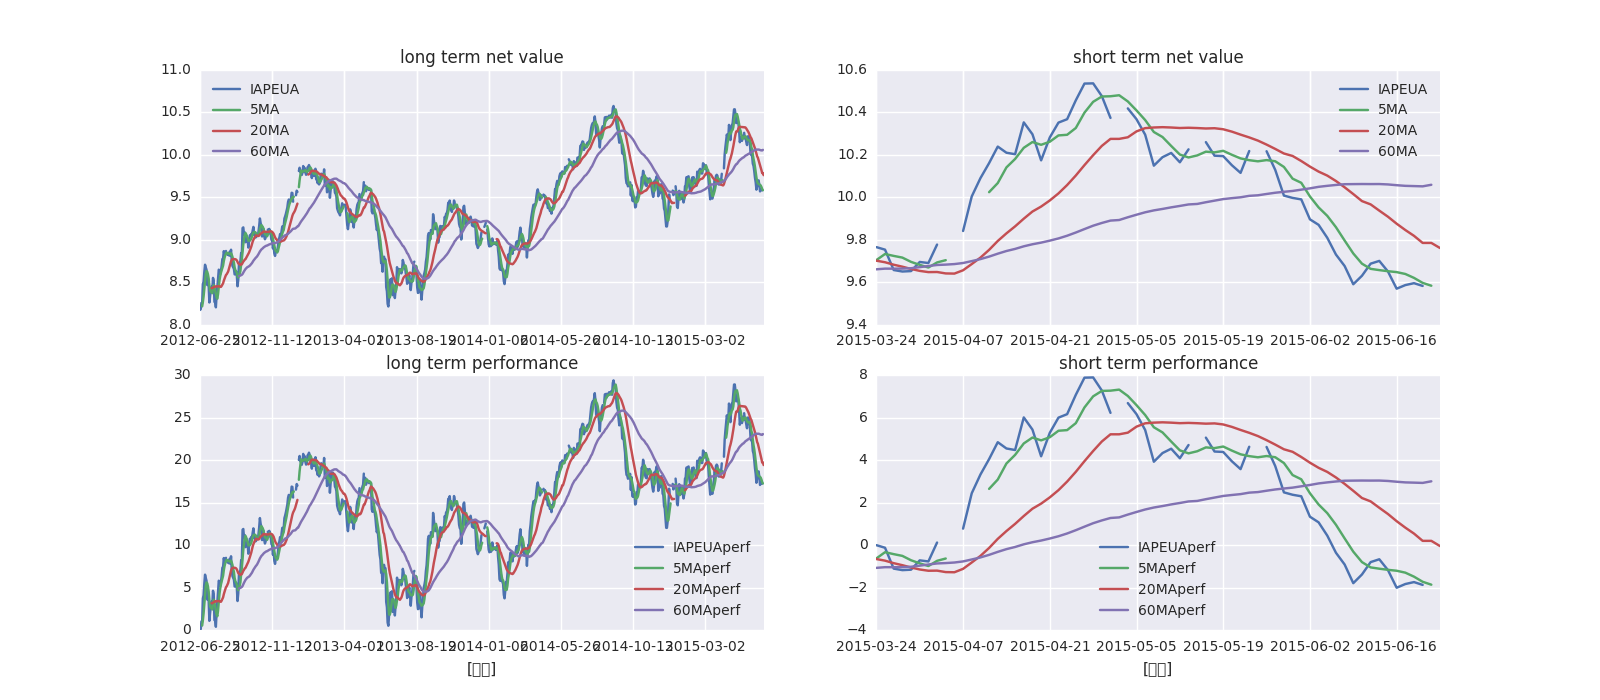 long term net value
short term net value
11.0
10.5
10.0
9.5
9.0
8.5
8.0
IAPEUA
5MA
20MA
60MA
10.6
10.4
10.2
10.0
9.8
9.6
9.4
IAPEUA
5MA
20MA
60MA
2012-06-25 2012-11-12 2013-04-01 2013-08-19 2014-01-06 2014-05-26 2014-10-13 2015-03-02
2015-03-24 2015-04-07 2015-04-21 2015-05-05 2015-05-19 2015-06-02 2015-06-16
long term performance
short term performance
30
25
20
15
10
5
0
IAPEUAperf
5MAperf
20MAperf
60MAperf
8
6
4
2
0
−2
−4
IAPEUAperf
5MAperf
20MAperf
60MAperf
2012-06-25 2012-11-12 2013-04-01 2013-08-19 2014-01-06 2014-05-26 2014-10-13 2015-03-02
2015-03-24 2015-04-07 2015-04-21 2015-05-05 2015-05-19 2015-06-02 2015-06-16